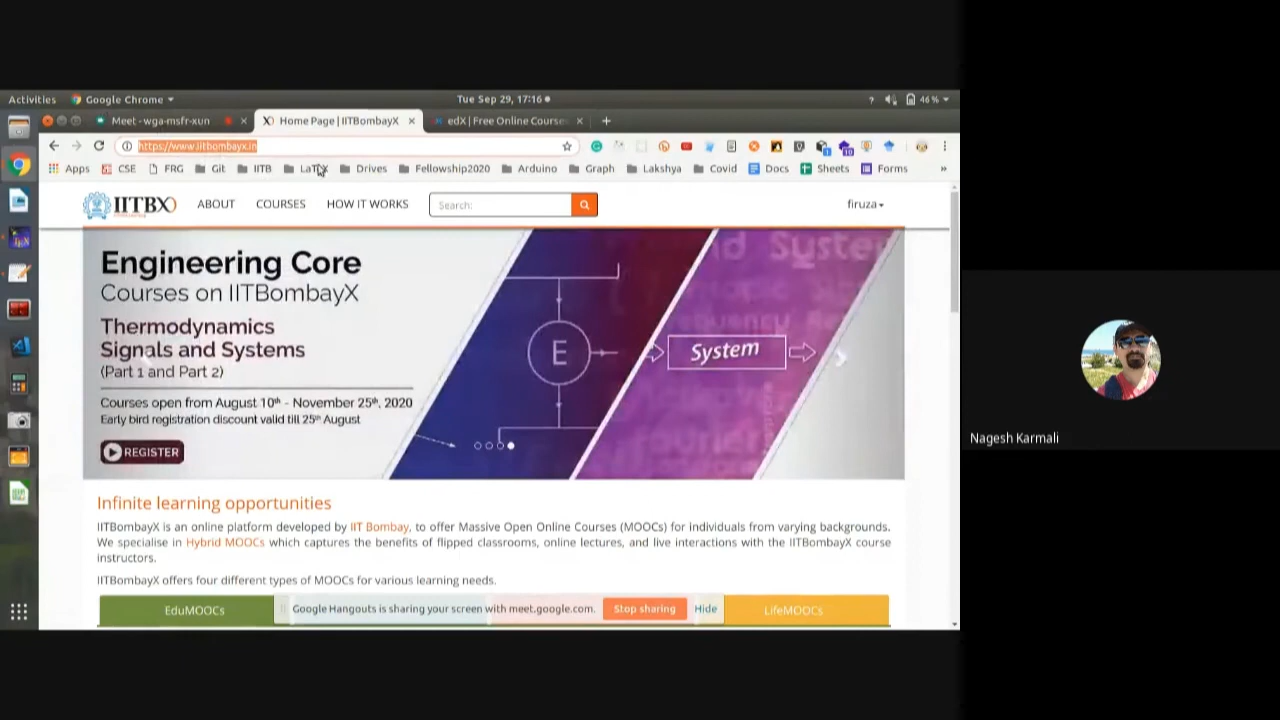 Activities
Google Chrome
Tue Sep 29, 17:16
46 %
Meet - wga-msfr-xun
Home Page | IITBombayX
edX | Free Online Course
https://www.iitbombayx.in
Apps
CSE
FRG
Git
IITB
LaTeX
Drives
Fellowship2020
Arduino
Graph
Lakshya
Covid
Docs
Sheets
Forms
IITBX
ABOUT
COURSES
HOW IT WORKS
Search:
firuza
Engineering Core
Courses on IITBombayX
Thermodynamics
Signals and Systems
(Part 1 and Part 2)
Courses open from August 10th - November 25th, 2020
Early bird registration discount valid till 25th August
REGISTER
E
System
Infinite learning opportunities
IITBombayX is an online platform developed by IIT Bombay, to offer Massive Open Online Courses (MOOCs) for individuals from varying backgrounds.
We specialise in Hybrid MOOCs which captures the benefits of flipped classrooms, online lectures, and live interactions with the IITBombayX course
instructors.
IITBombayX offers four different types of MOOCs for various learning needs.
EduMOOCs
Google Hangouts is sharing your screen with meet.google.com.
Stop sharing
Hide
LifeMOOCs
Nagesh Karmali